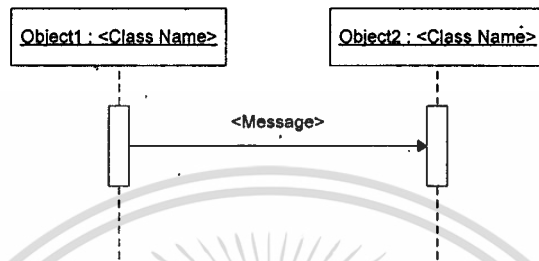 Object1 : <Class Name>
Object2 : <Class Name>
<Message>